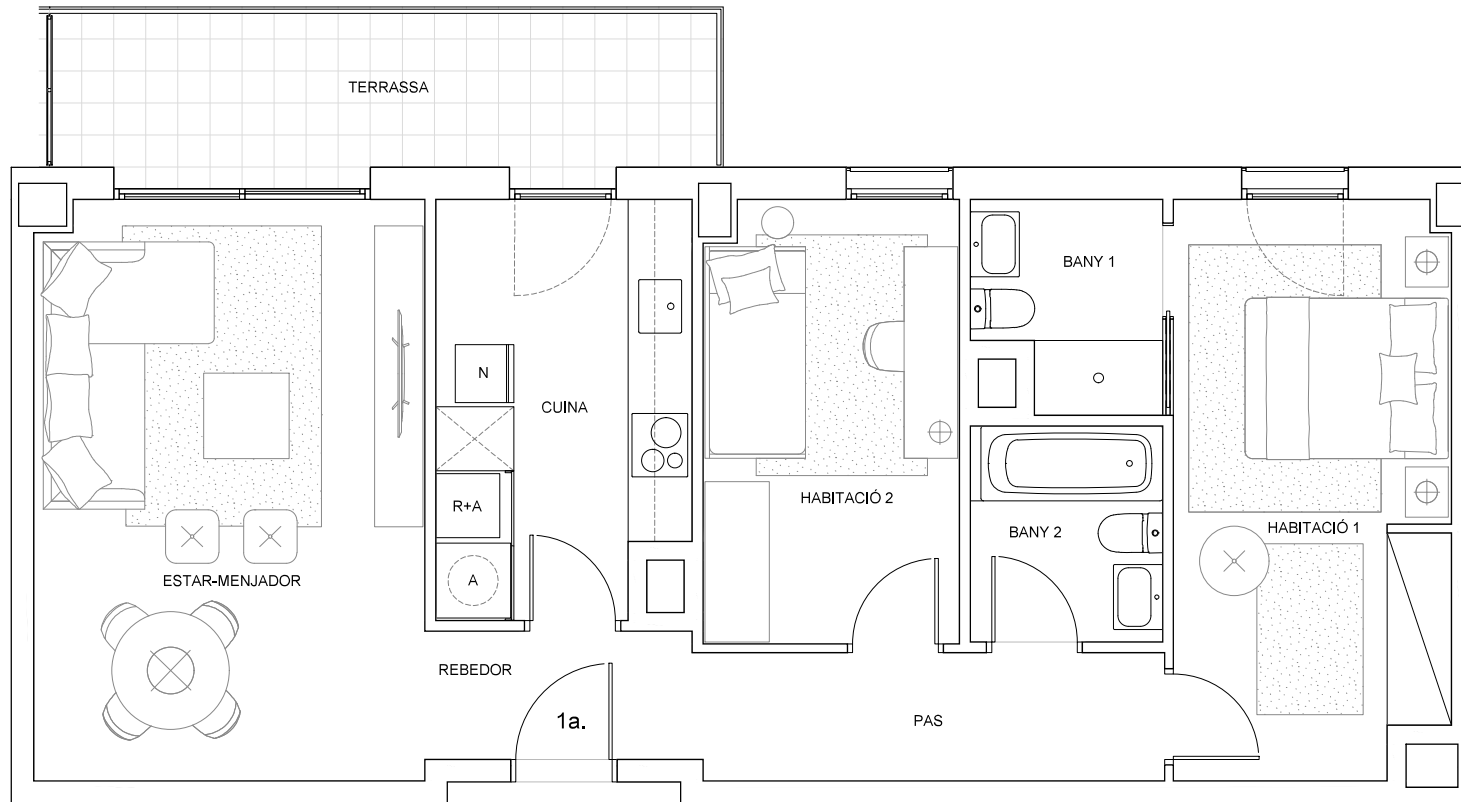 TERRASSA
BANY 1
N
CUINA
HABITACIÓ 2
R+A
BANY 2
HABITACIÓ 1
ESTAR-MENJADOR
A
REBEDOR
1a.
PAS